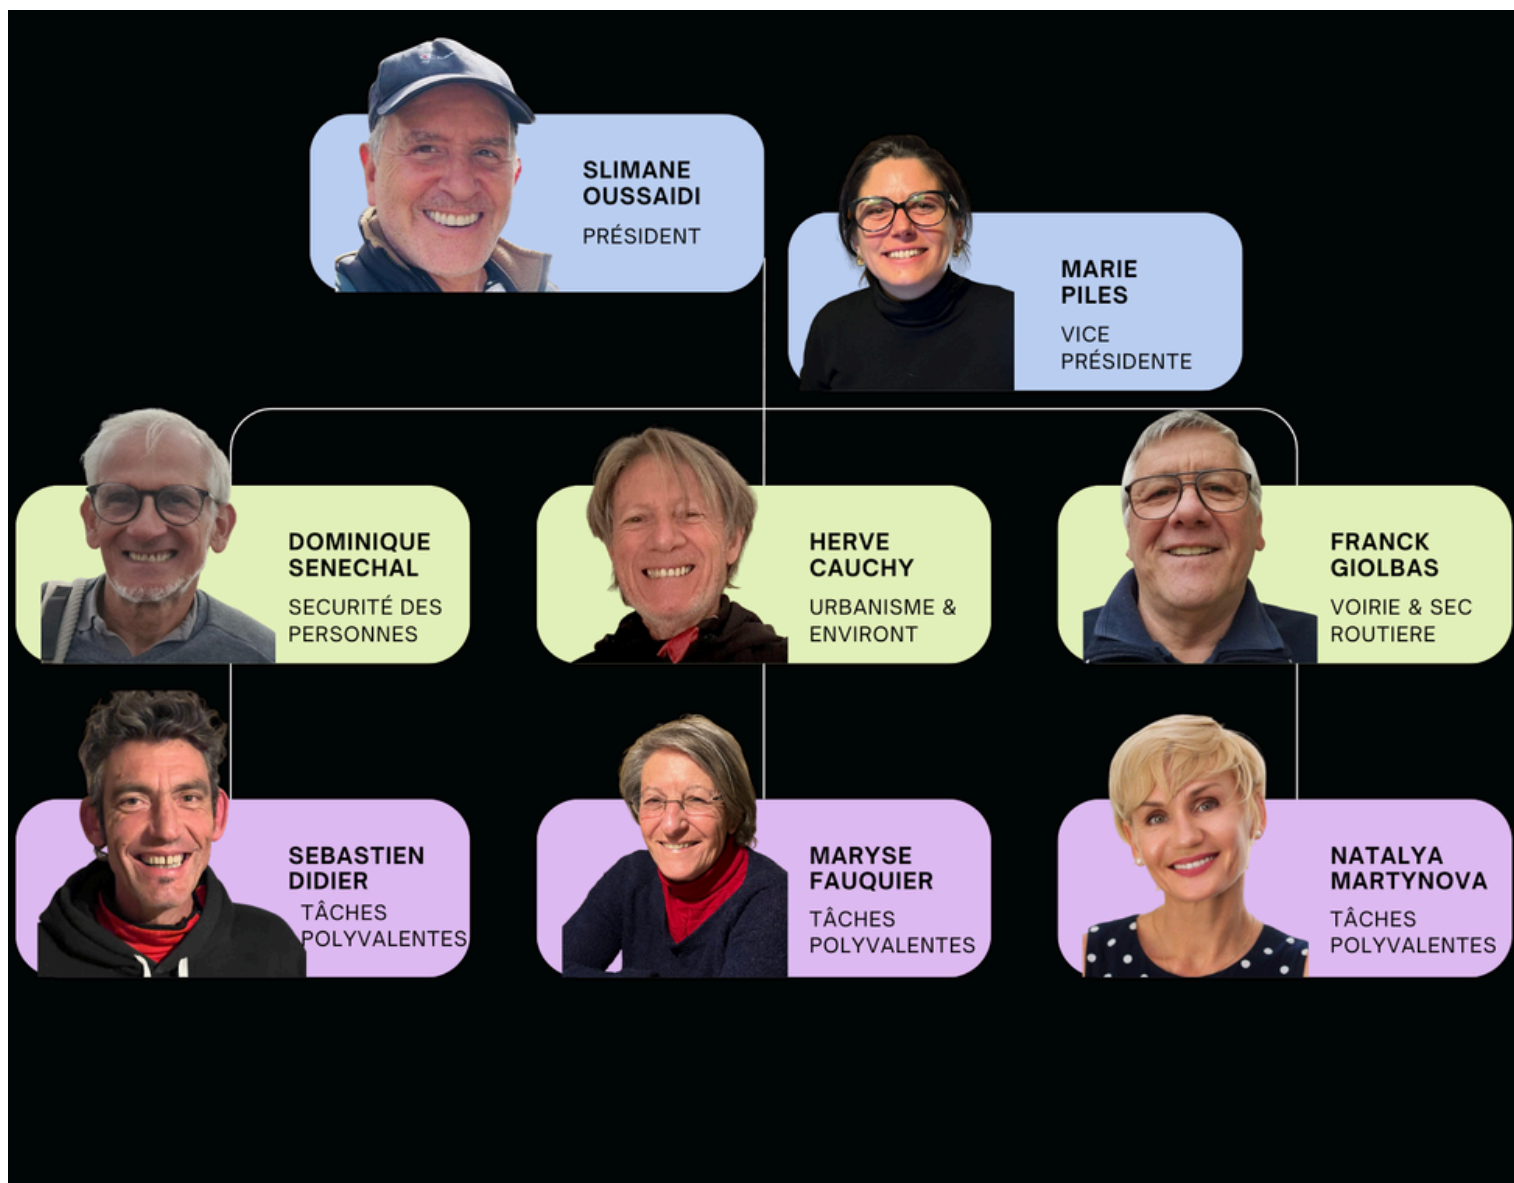 SLIMANE
OUSSAIDI
PRÉSIDENT
MARIE
PILES
VICE
PRÉSIDENTE
DOMINIQUE
SENECHAL
SECURITÉ DES
PERSONNES
HERVE
CAUCHY
URBANISME &
ENVIRONT
FRANCK
GIOLBAS
VOIRIE & SEC
ROUTIERE
SEBASTIEN
DIDIER
TÂCHES
POLYVALENTES
MARYSE
FAUQUIER
TÂCHES
POLYVALENTES
NATALYA
MARTYNOVA
TÂCHES
POLYVALENTES